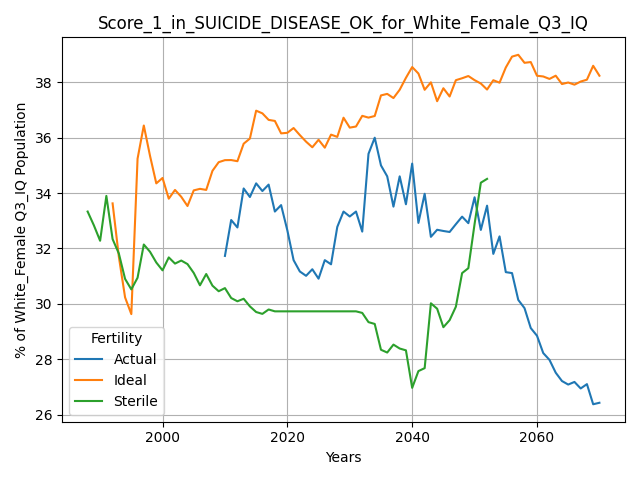 Score_1_in_SUICIDE_DISEASE_OK_for_White_Female_Q3_IQ
% of White_Female Q3_IQ Population
38
36
34
32
30
28
26
Fertility
Actual
Ideal
Sterile
2000
2020
2040
2060
Years